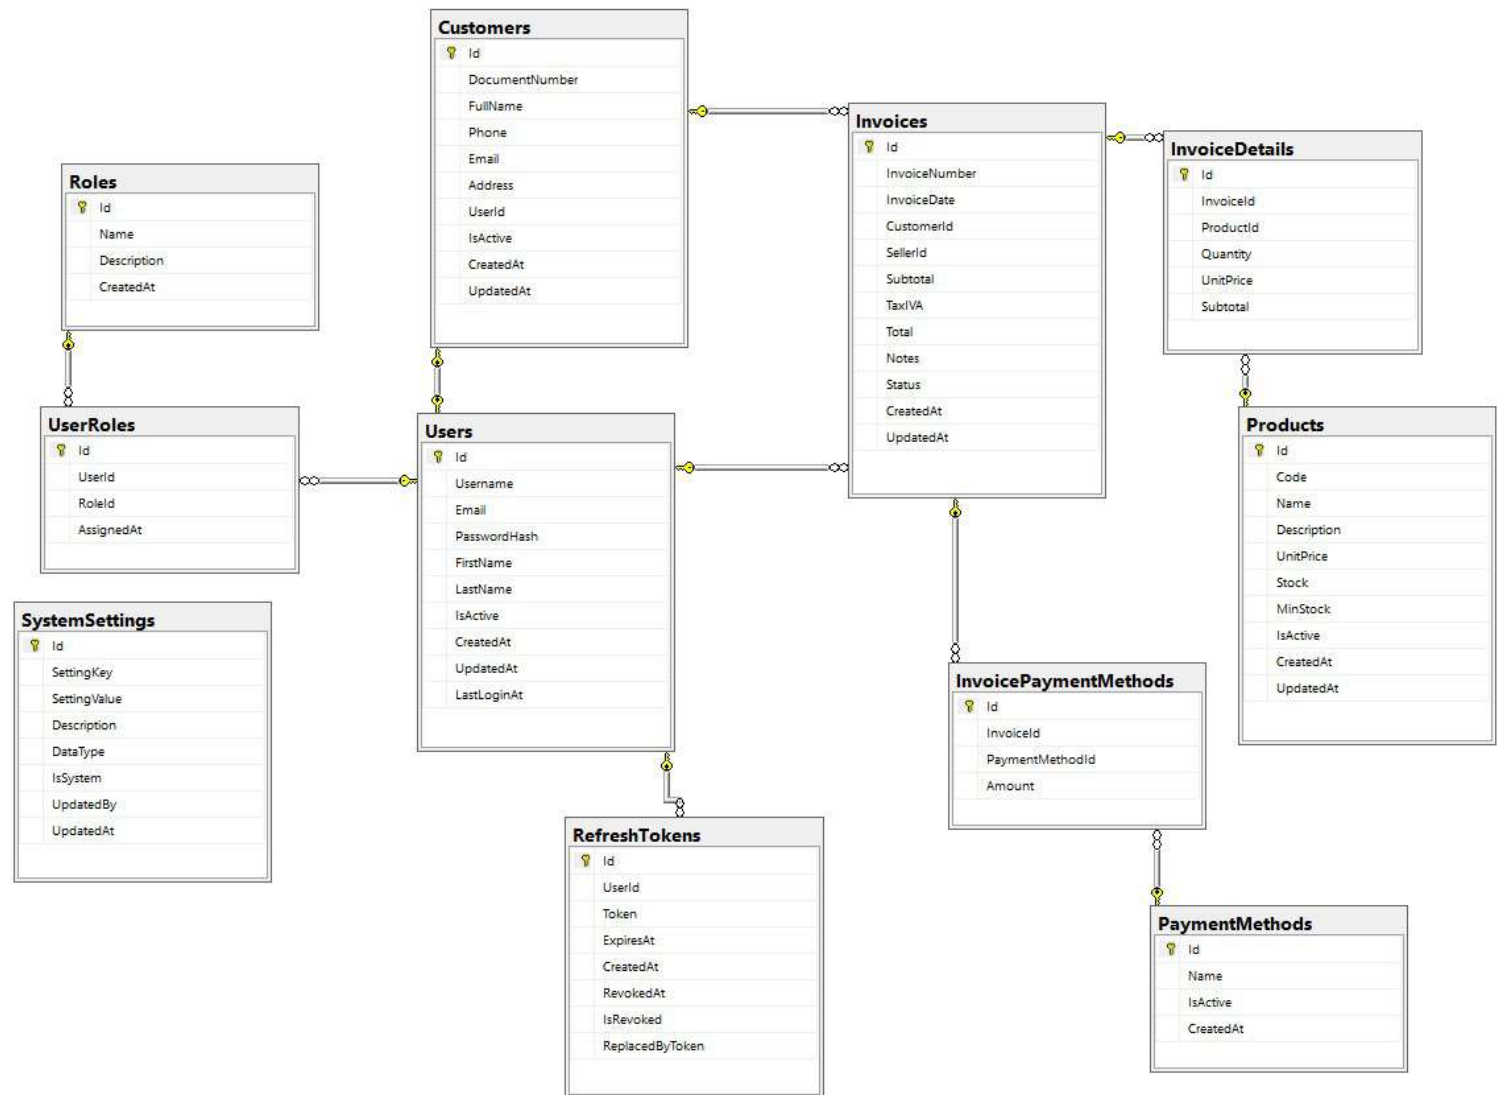 Customers
Id
DocumentNumber
FullName
Phone
Email
Address
UserId
IsActive
CreatedAt
UpdatedAt
Invoices
Id
InvoiceNumber
InvoiceDate
CustomerId
SellerId
Subtotal
TaxIVA
Total
Notes
Status
CreatedAt
UpdatedAt
InvoiceDetails
Id
InvoiceId
ProductId
Quantity
UnitPrice
Subtotal
Roles
Id
Name
Description
CreatedAt
UserRoles
Id
UserId
RoleId
AssignedAt
Users
Id
Username
Email
PasswordHash
FirstName
LastName
IsActive
CreatedAt
UpdatedAt
LastLoginAt
Products
Id
Code
Name
Description
UnitPrice
Stock
MinStock
IsActive
CreatedAt
UpdatedAt
SystemSettings
Id
SettingKey
SettingValue
Description
DataType
IsSystem
UpdatedBy
UpdatedAt
InvoicePaymentMethods
Id
InvoiceId
PaymentMethodId
Amount
RefreshTokens
Id
UserId
Token
ExpiresAt
CreatedAt
RevokedAt
IsRevoked
ReplacedByToken
PaymentMethods
Id
Name
IsActive
CreatedAt